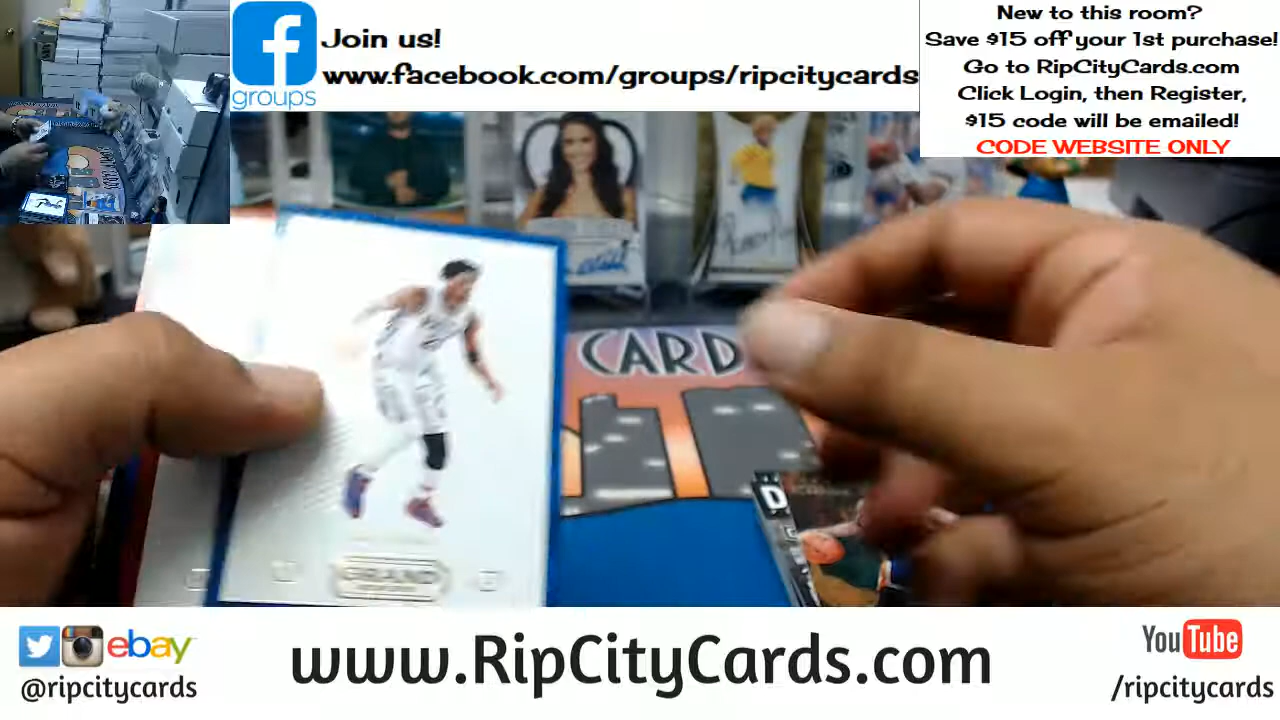 Join us!
www.facebook.com/groups/ripcitycards
groups
New to this room?
Save $15 off your 1st purchase!
Go to RipCityCards.com
Click Login, then Register,
$15 code will be emailed!
CODE WEBSITE ONLY
CARD
GRAND
D
ebay
@ripcitycards
www.RipCityCards.com
YouTube
/ripcitycards